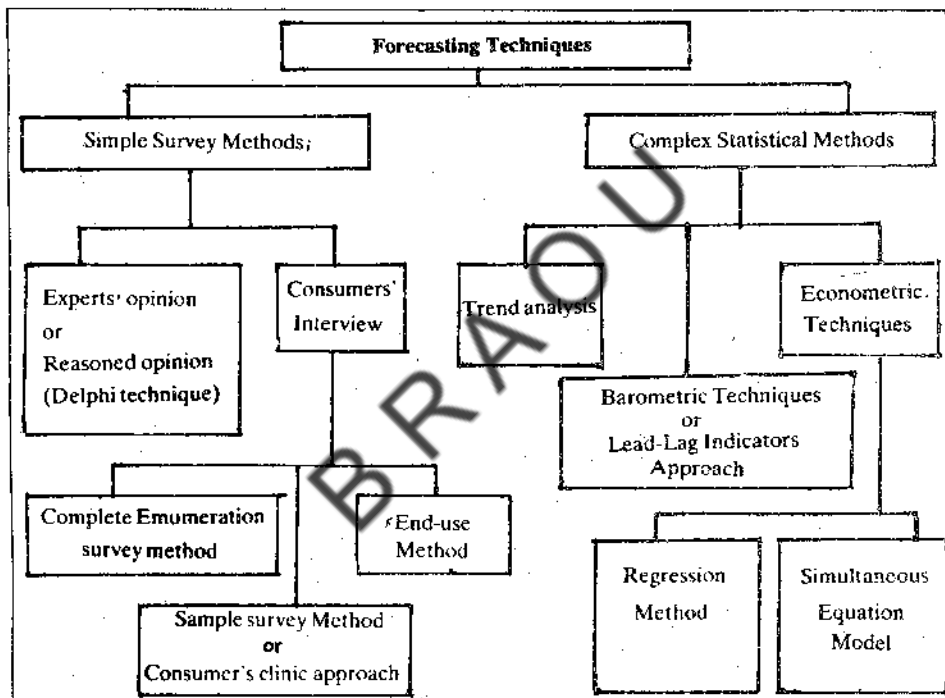 Forecasting Techniques
Simple Survey Methods;
Complex Statistical Methods
Experts' opinion
or
Reasoned opinion
(Delphi technique)
Consumers'
Interview
Trend analysis
Econometric.
Techniques
Barometric Techniques
or
Lead-Lag Indicators
Approach
Complete Emumeration
survey method
End-use
Method
Sample survey Method
or
Consumer's clinic approach
Regression
Method
Simultaneous
Equation
Model
BRAOU